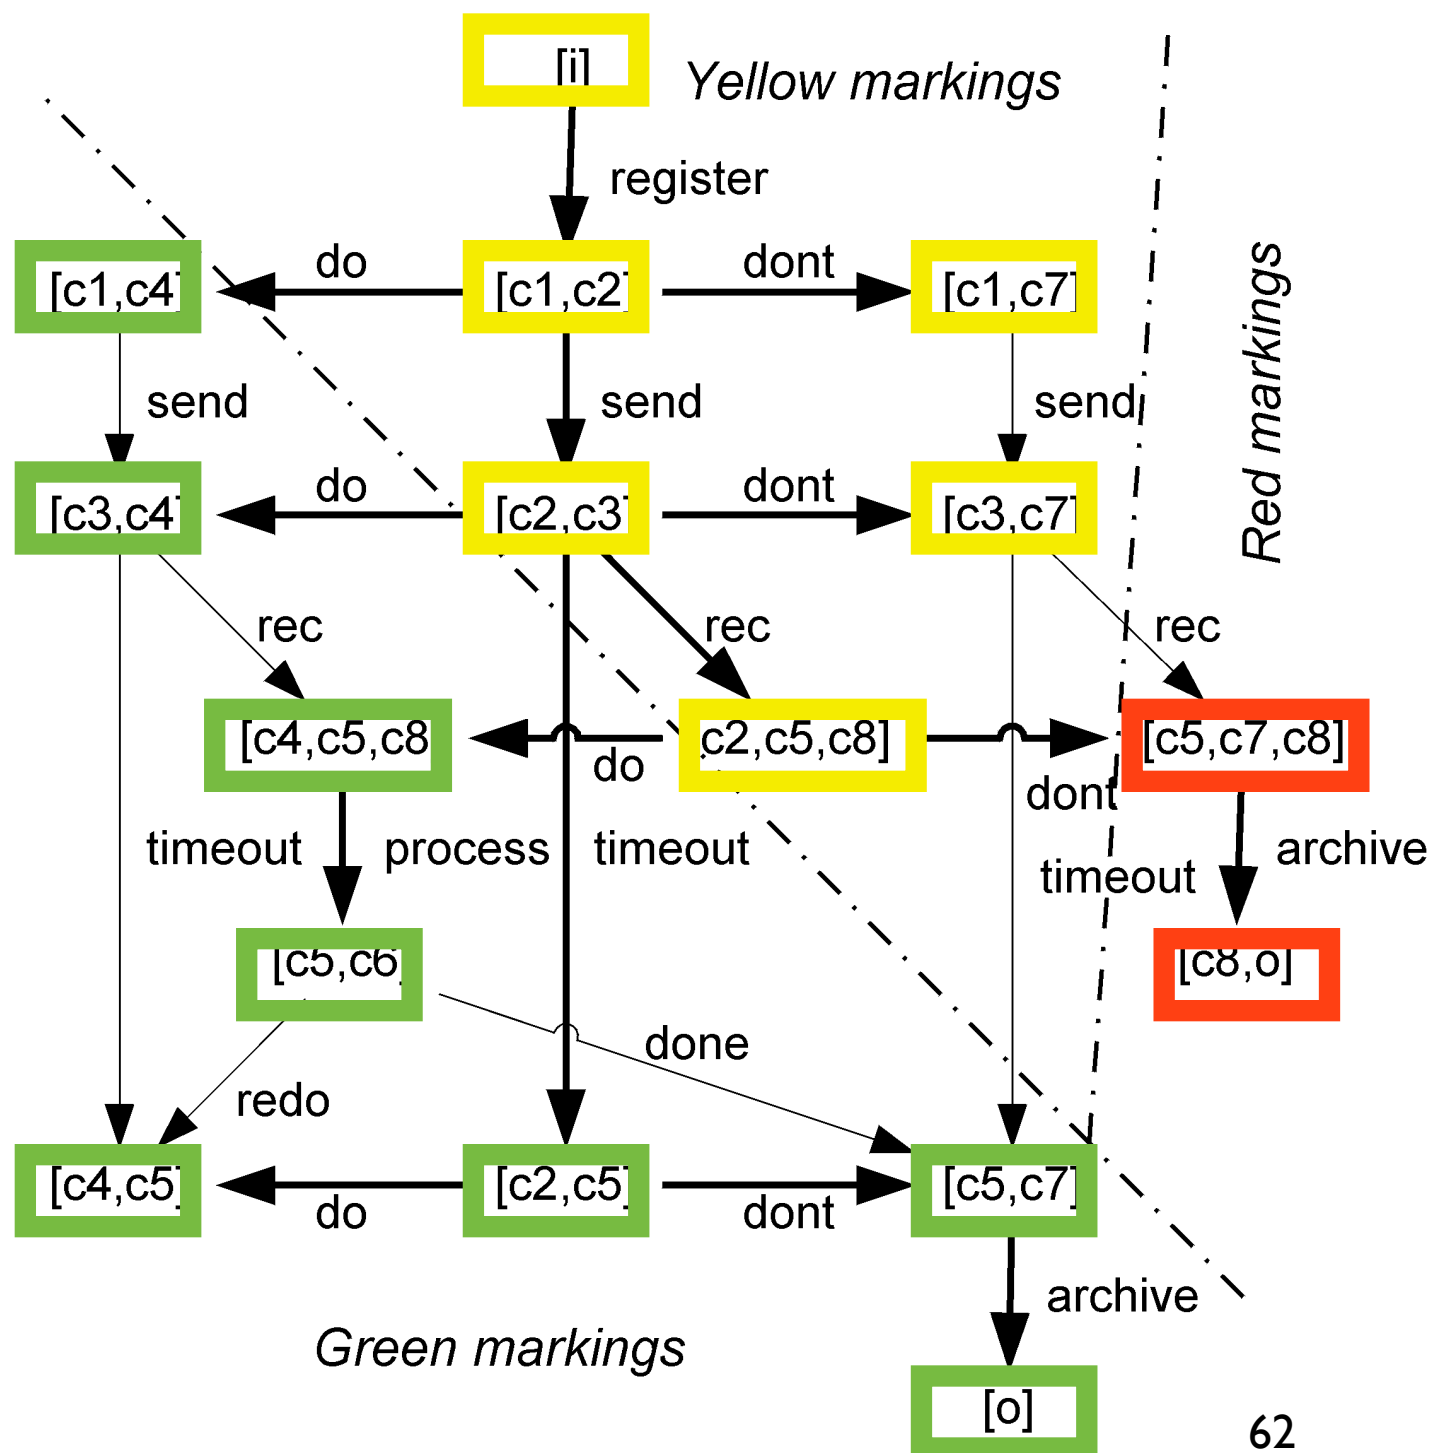 [i]
Yellow markings
register
do
dont
[c1,c4]
[c1,c2]
[c1,c7]
Red markings
send
send
send
do
dont
[c3,c4]
[c2,c3]
[c3,c7]
rec
rec
rec
[c4,c5,c8
c2,c5,c8]
[c5,c7,c8]
do
dont
timeout
process
timeout
timeout
archive
[c5,c6]
[c8,o]
done
redo
[c4,c5]
[c2,c5]
[c5,c7]
do
dont
archive
Green markings
[o]
62